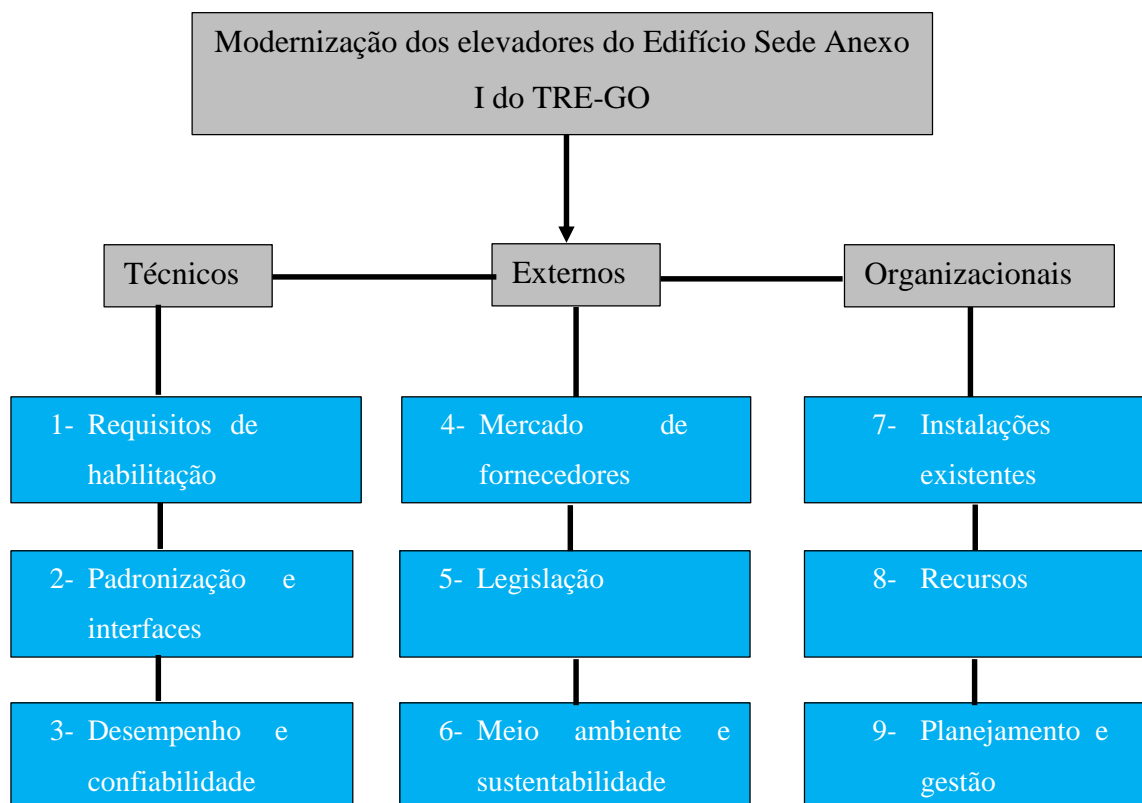 Modernização dos elevadores do Edifício Sede Anexo
I do TRE-GO
Técnicos
Externos
Organizacionais
1- Requisitos de
habilitação
4- Mercado de
fornecedores
7- Instalações
existentes
2- Padronização e
interfaces
5- Legislação
8- Recursos
3- Desempenho e
confiabilidade
6- Meio ambiente e
sustentabilidade
9- Planejamento e
gestão